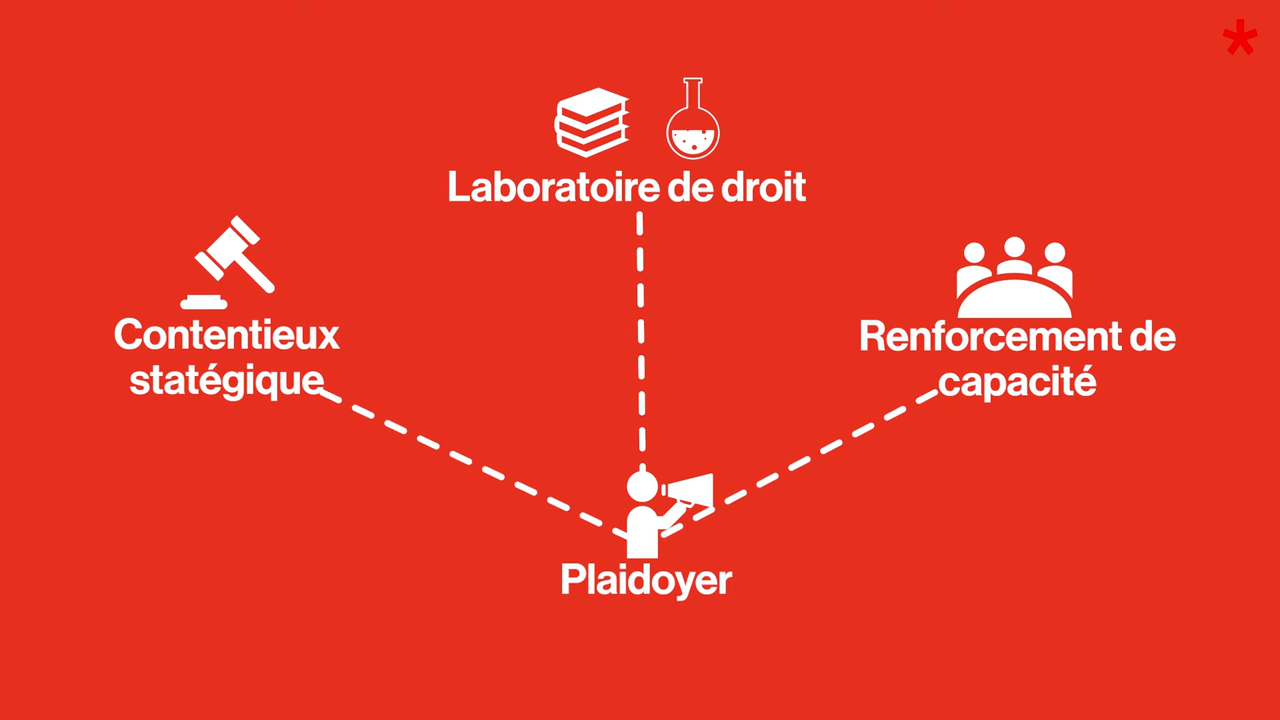 Laboratoire de droit
Contentieux
statégique
Renforcement de
capacité
Plaidoyer